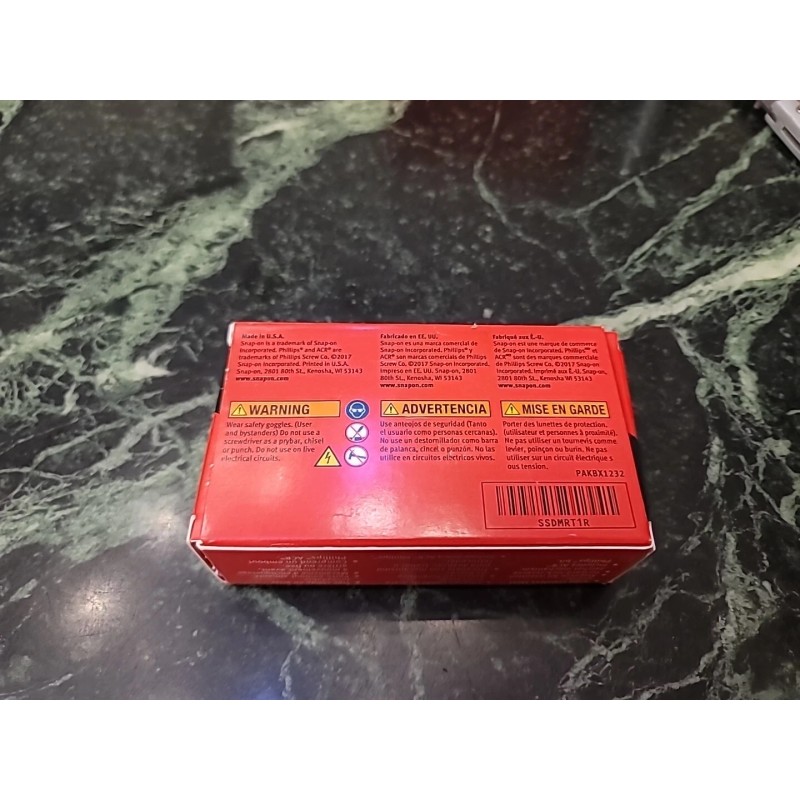 Made in U.S.A.
Snap-on is a trademark of Snap-on
Incorporated. Phillips® and ACR® are
trademarks of Phillips Screw Co. ©2017
Snap-on Incorporated. Printed in U.S.A.
Snap-on, 2801 80th St., Kenosha, WI 53143
www.snapon.com
WARNING
Wear safety goggles. (User
and bystanders) Do not use a
screwdriver as a prybar, chisel
or punch. Do not use on live
electrical circuits.
Fabricado en EE. UU.
Snap-on es una marca comercial de
Snap-on Incorporated. Phillips® y
ACR® son marcas comerciales de Phillips
Screw Co. ©2017 Snap-on Incorporated.
Impreso en EE. UU. Snap-on, 2801
80th St., Kenosha, WI 53143
www.snapon.com
ADVERTENCIA
Use anteojos de seguridad (Tanto
el usuario como personas cercanas).
No use un destornillador como barra
de palanca, cincel o punzón. No las
utilice en circuitos eléctricos vivos.
Fabriqué aux É.-U.
Snap-on est une marque de commerce
de Snap-on Incorporated. Phillips et
ACR sont des marques commerciale
de Phillips Screw Co. ©2017 Snap-on
Incorporated. Imprimé aux É.-U. Snap-on, 2801
80th St., Kenosha, WI 53143
www.snapon.com
MISE EN GARDE
Porter des lunettes de protection.
(utilisateur et personnes à proximité).
Ne pas utiliser un tournevis comme
levier, poinçon ou burin. Ne pas
utiliser sur un circuit électrique s
ous tension.
PAKBX1232
SSDMRT1R